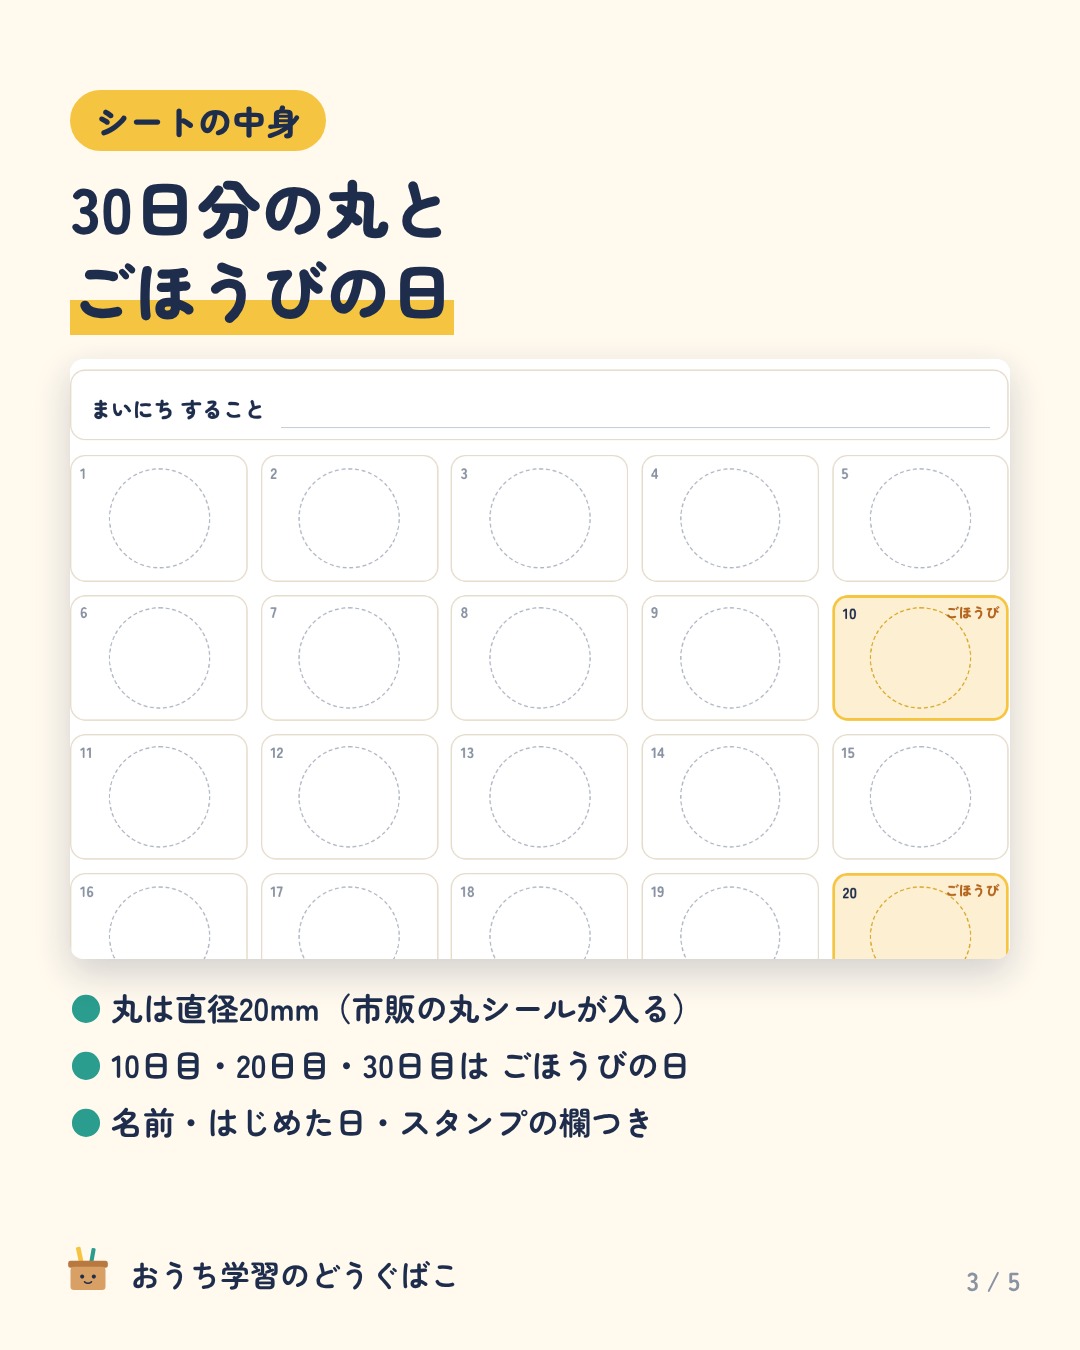 シートの中身
30日分の丸と
ごほうびの日
まいにち すること
1 2 3 4 5
6 7 8 9 10 ごほうび
11 12 13 14 15
16 17 18 19 20 ごほうび
丸は直径20mm（市販の丸シールが入る）
10日目・20日目・30日目は ごほうびの日
名前・はじめた日・スタンプの欄つき
おうち学習のどうぐばこ
3 / 5